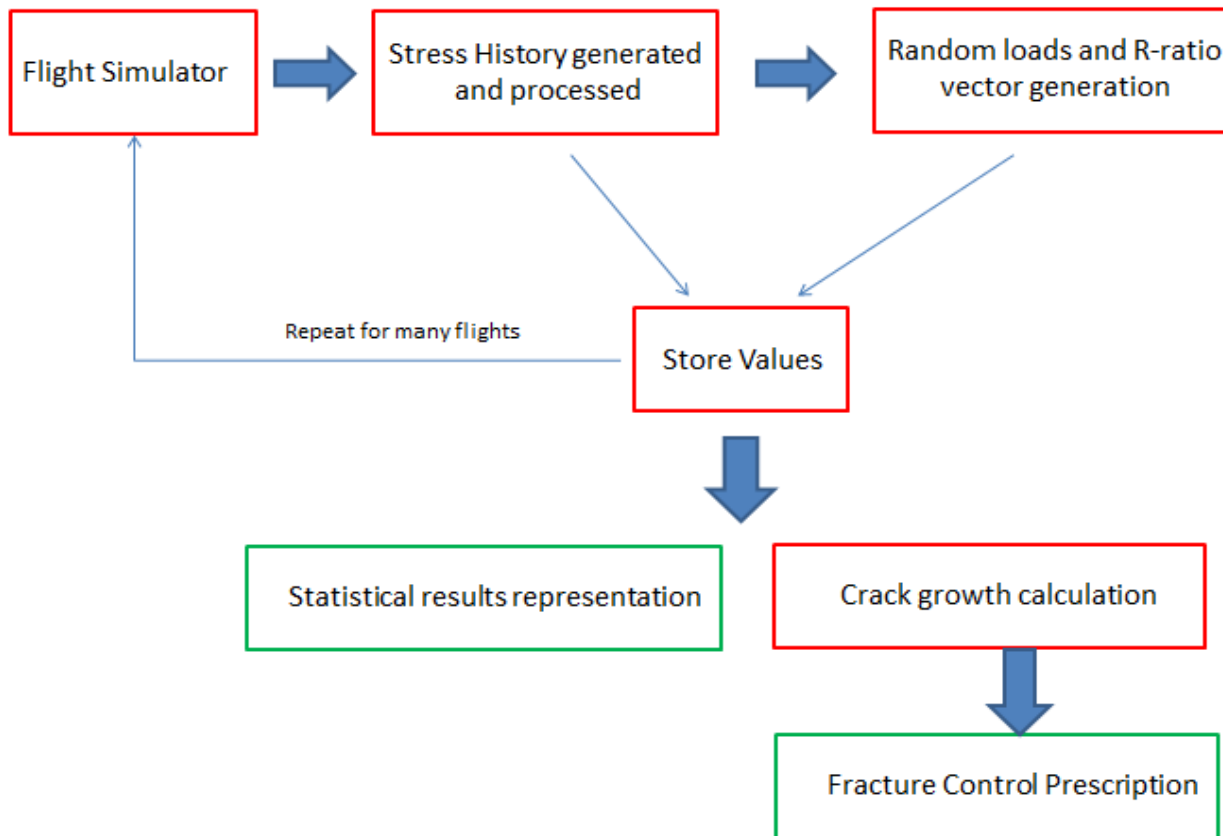 Flight Simulator
Stress History generated
and processed
Random loads and R-ratio
vector generation
Repeat for many flights
Store Values
Statistical results representation
Crack growth calculation
Fracture Control Prescription